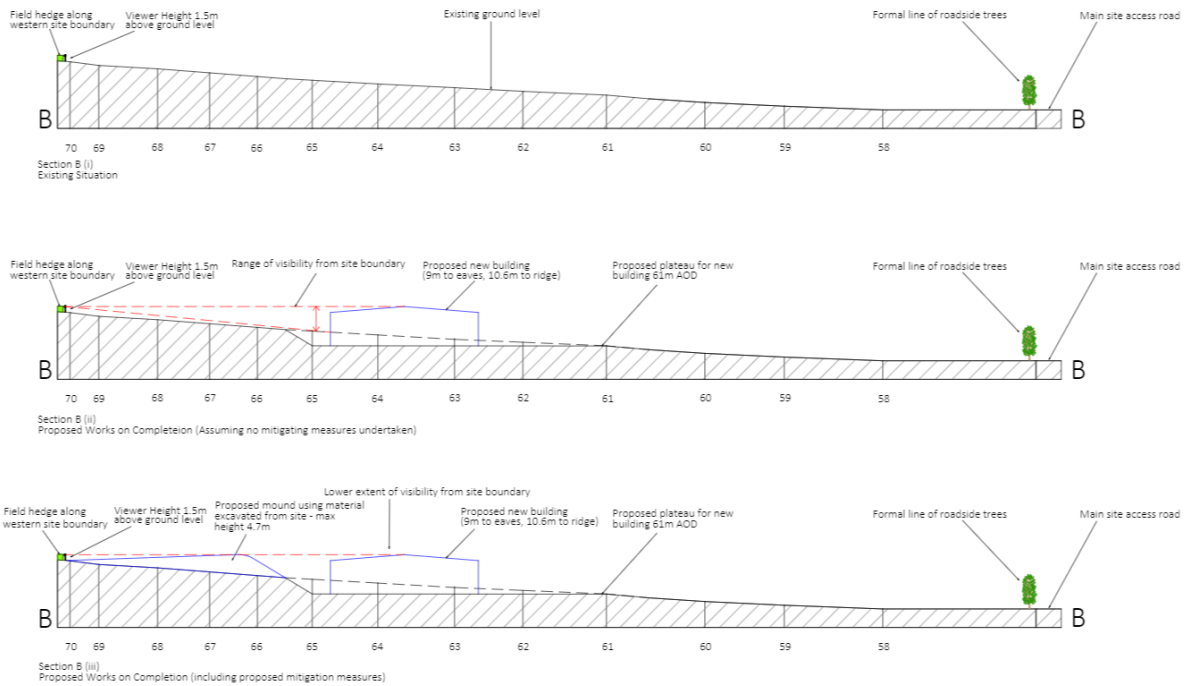 Field hedge along
western site boundary
Viewer Height 1.5m
above ground level
Existing ground level
Formal line of roadside trees
Main site access road
B
B
70 69 68 67 66 65 64 63 62 61 60 59 58
Section B (i)
Existing Situation
Field hedge along
western site boundary
Viewer Height 1.5m
above ground level
Range of visibility from site boundary
Proposed new building
(9m to eaves, 10.6m to ridge)
Proposed plateau for new
building 61m AOD
Formal line of roadside trees
Main site access road
B
B
70 69 68 67 66 65 64 63 62 61 60 59 58
Section B (ii)
Proposed Works on Completeion (Assuming no mitigating measures undertaken)
Field hedge along
western site boundary
Viewer Height 1.5m
above ground level
Proposed mound using material
excavated from site - max
height 4.7m
Lower extent of visibility from site boundary
Proposed new building
(9m to eaves, 10.6m to ridge)
Proposed plateau for new
building 61m AOD
Formal line of roadside trees
Main site access road
B
B
70 69 68 67 66 65 64 63 62 61 60 59 58
Section B (iii)
Proposed Works on Completion (including proposed mitigation measures)